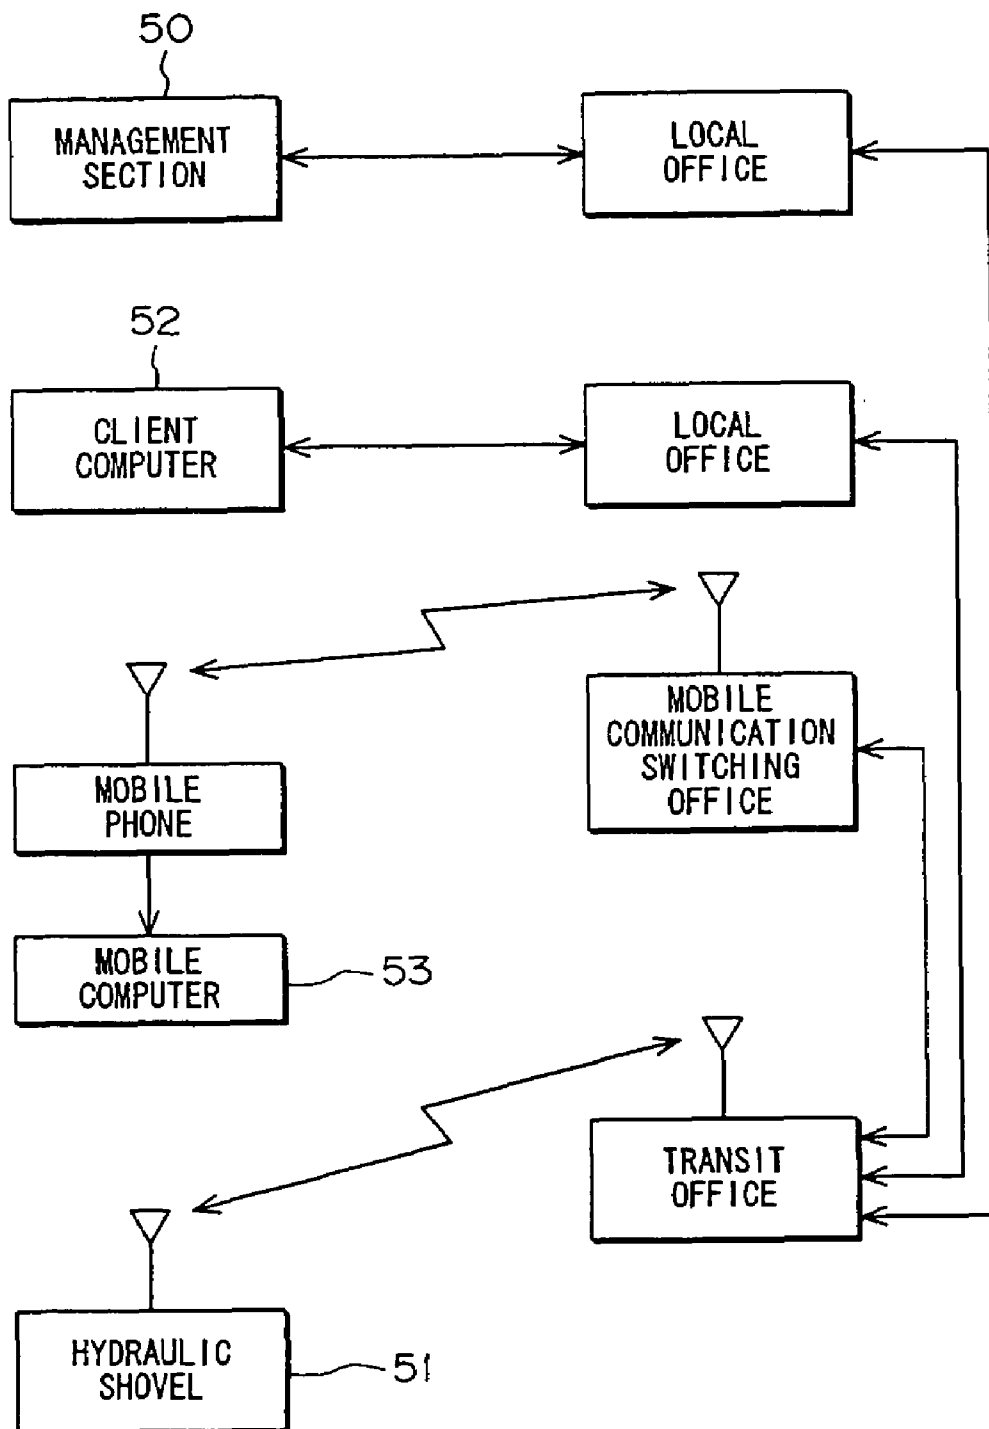 50
MANAGEMENT
SECTION
LOCAL
OFFICE
52
CLIENT
COMPUTER
LOCAL
OFFICE
MOBILE
COMMUNICATION
SWITCHING
OFFICE
MOBILE
PHONE
MOBILE
COMPUTER
53
TRANSIT
OFFICE
HYDRAULIC
SHOVEL
51